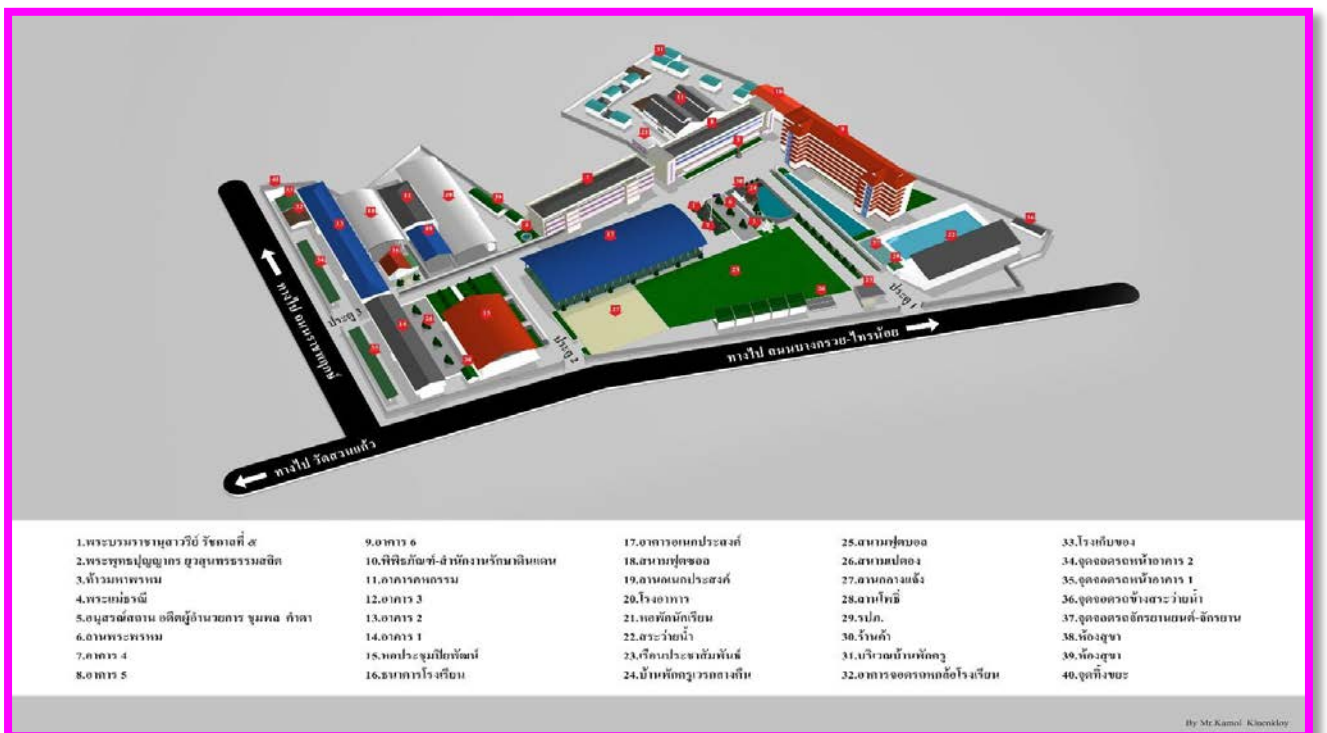 ทางไป ถนนราชพฤกษ์
ประตู 3
ประตู 2
ประตู 1
ทางไป ถนนบางกรวย-ไทรน้อย
ทางไป วัดสวนแก้ว
1.พระบรมราชานุสาวรีย์ รัชกาลที่ ๕
2.พระพุทธปุญญากร
3.ท้าวมหาพรหม
4.พระแม่ธรณี
5.อนุสรณ์สถาน อดีตผู้อำนวยการ ชุมพล
6.ลานพระพรหม
7.อาคาร 4
8.อาคาร 5
9.อาคาร 6
10.พิพิธภัณฑ์-สำนักงานรักษาดินแดน
11.อาคารคหกรรม
12.อาคาร 3
13.อาคาร 2
14.อาคาร 1
15.หอประชุมปิยพัฒน์
16.ธนาคารโรงเรียน
17.อาคารอเนกประสงค์
18.สนามฟุตซอล
19.ลานอเนกประสงค์
20.โรงอาหาร
21.หอพักนักเรียน
22.สระว่ายน้ำ
23.เรือนประชาสัมพันธ์
24.บ้านพักครูเวรกลางคืน
25.สนามฟุตบอล
26.สนามเปตอง
27.ลานกลางแจ้ง
28.ลานโพธิ์
29.รปภ.
30.ร้านค้า
31.บริเวณบ้านพักครู
32.อาคารจอดรถหกล้อโรงเรียน
33.โรงเก็บของ
34.จุดจอดรถหน้าอาคาร 2
35.จุดจอดรถหน้าอาคาร 1
36.จุดจอดรถข้างสระว่ายน้ำ
37.จุดจอดรถจักรยานยนต์-จักรยาน
38.ห้องสุขา
39.ห้องสุขา
40.จุดทิ้งขยะ
By Mr.Kamol